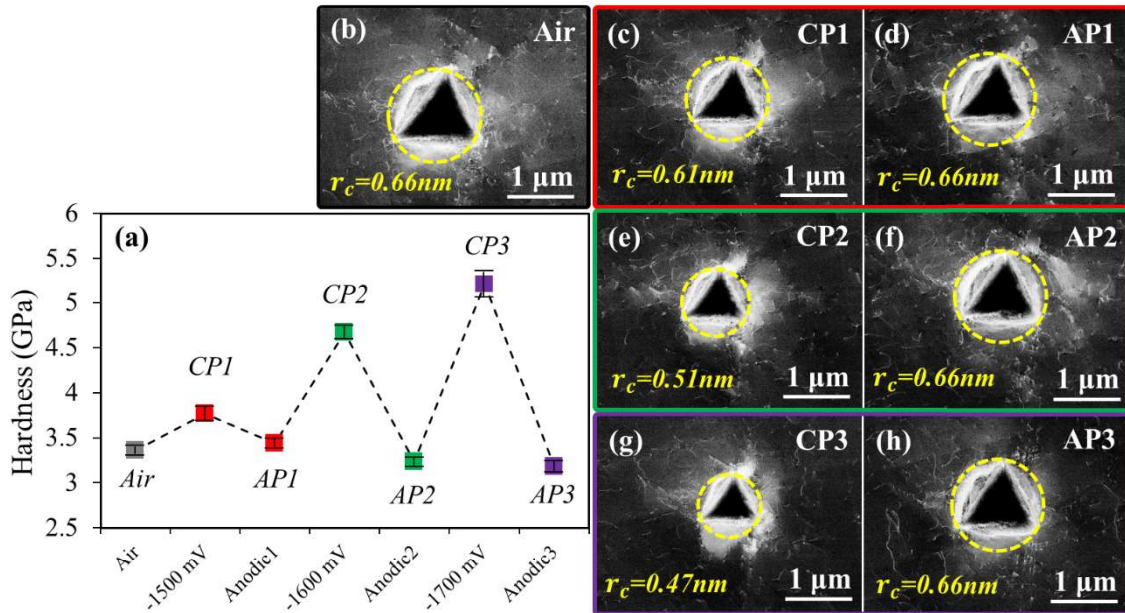 (b)
Air
r_c=0.66nm
1 μm
(c)
CP1
r_c=0.61nm
1 μm
(d)
AP1
r_c=0.66nm
1 μm
(e)
CP2
r_c=0.51nm
1 μm
(f)
AP2
r_c=0.66nm
1 μm
(g)
CP3
r_c=0.47nm
1 μm
(h)
AP3
r_c=0.66nm
1 μm
(a)
Hardness (GPa)
6
5.5
5
4.5
4
3.5
3
2.5
Air
CP1
AP1
CP2
AP2
CP3
AP3
Air
-1500 mV
Anodic1
-1600 mV
Anodic2
-1700 mV
Anodic3